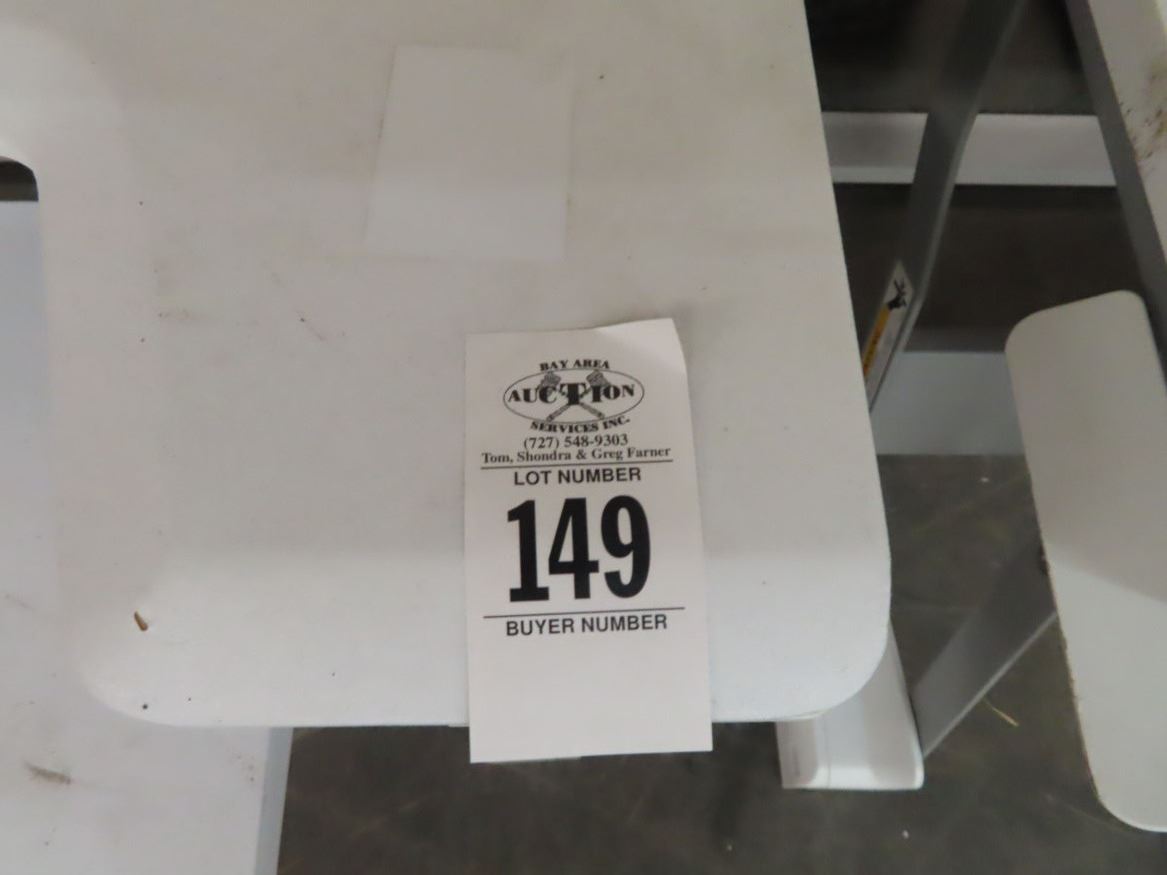 BAY AREA
AUCTION
SERVICES INC.
(727) 548-9303
Tom, Shondra & Greg Farner
LOT NUMBER
149
BUYER NUMBER